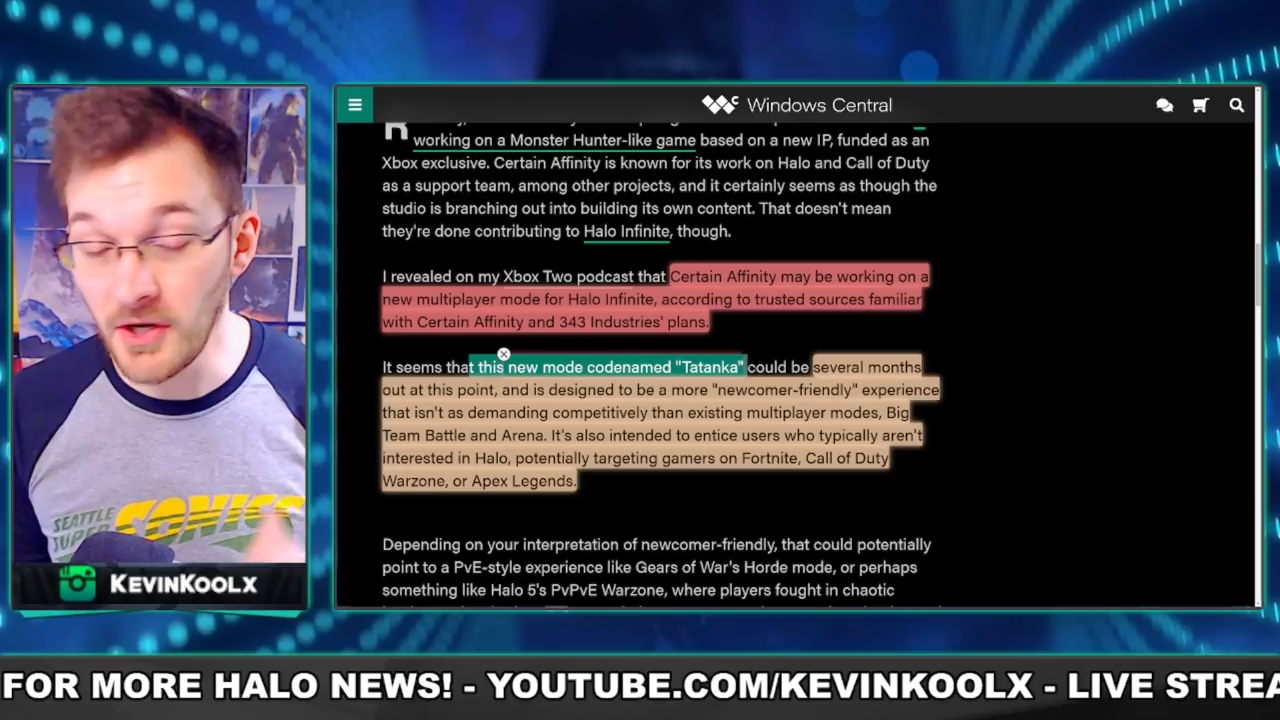 Windows Central
working on a Monster Hunter-like game based on a new IP, funded as an
Xbox exclusive. Certain Affinity is known for its work on Halo and Call of Duty
as a support team, among other projects, and it certainly seems as though the
studio is branching out into building its own content. That doesn't mean
they're done contributing to Halo Infinite, though.
I revealed on my Xbox Two podcast that Certain Affinity may be working on a
new multiplayer mode for Halo Infinite, according to trusted sources familiar
with Certain Affinity and 343 Industries' plans.
It seems that this new mode codenamed "Tatanka" could be several months
out at this point, and is designed to be a more "newcomer-friendly" experience
that isn't as demanding competitively than existing multiplayer modes, Big
Team Battle and Arena. It's also intended to entice users who typically aren't
interested in Halo, potentially targeting gamers on Fortnite, Call of Duty
Warzone, or Apex Legends.
Depending on your interpretation of newcomer-friendly, that could potentially
point to a PvE-style experience like Gears of War's Horde mode, or perhaps
something like Halo 5's PvPvE Warzone, where players fought in chaotic
SEATTLE
SUPER SONICS
KEVINKOOLX
FOR MORE HALO NEWS! - YOUTUBE.COM/KEVINKOOLX - LIVE STREA